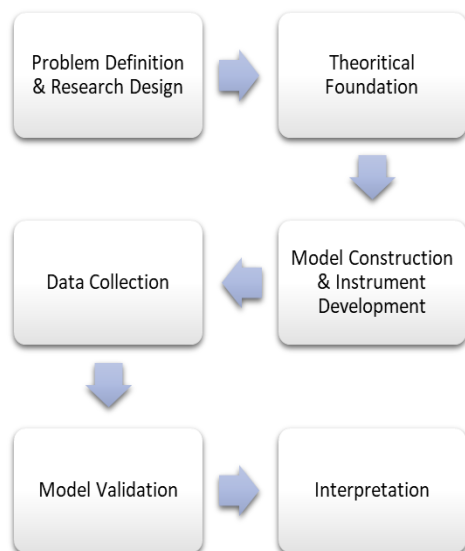 Problem Definition
& Research Design
Theoritical
Foundation
Model Construction
& Instrument
Development
Data Collection
Model Validation
Interpretation